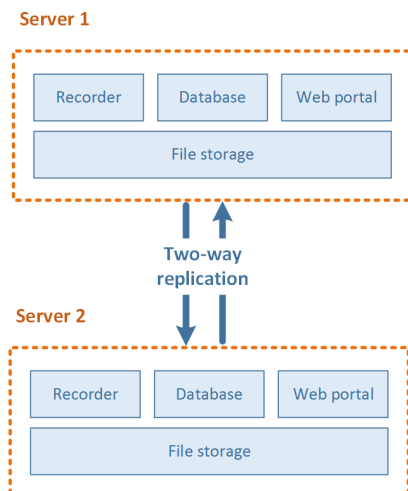 Server 1
Recorder
Database
Web portal
File storage
Two-way
replication
Server 2
Recorder
Database
Web portal
File storage